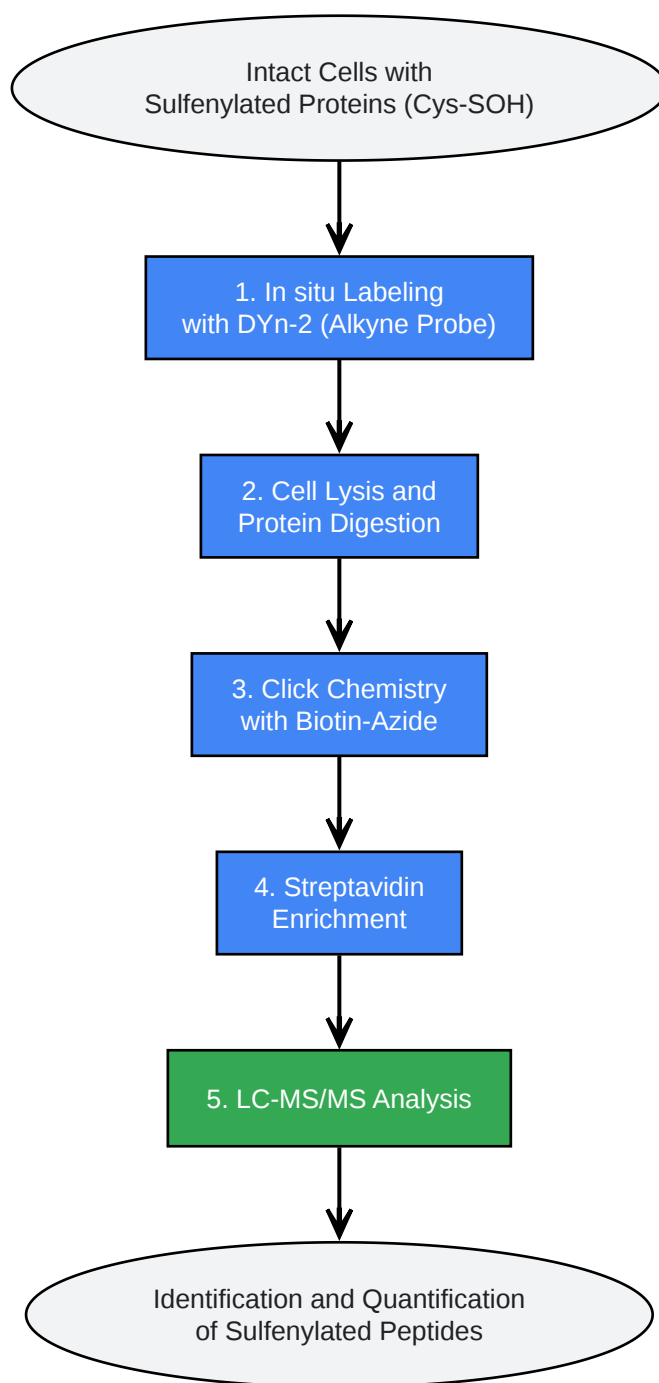 Intact Cells with
Sulfenylated Proteins (Cys-SOH)
1. In situ Labeling
with DYn-2 (Alkyne Probe)
2. Cell Lysis and
Protein Digestion
3. Click Chemistry
with Biotin-Azide
4. Streptavidin
Enrichment
5. LC-MS/MS Analysis
Identification and Quantification
of Sulfenylated Peptides